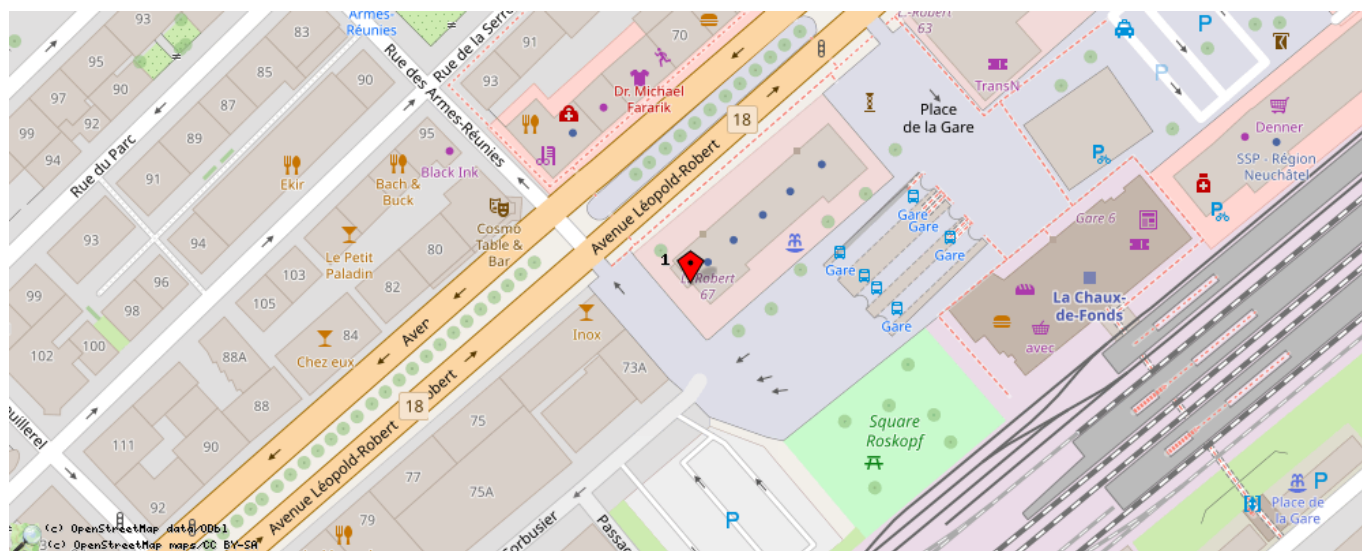 93
Armes-
Réunies
83
Rue de la Serre
91
70
L.-Robert
63
P
95
85
90
93
TransN
P
Dr. Michael
Fararik
18
Place
de la Gare
Denner
97
90
87
Rue des Armes-Réunies
P
SSP - Région
Neuchâtel
99
92
89
95
94
Black Ink
P
Rue du Parc
91
Ekir
Bach &
Buck
Avenue Léopold-Robert
Gare
Gare
Gare 6
93
94
Cosmo
Table &
Bar
80
Gare
Gare
1
L.-Robert
67
Le Petit
Paladin
103
96
82
La Chaux-
de-Fonds
99
98
105
Gare
Inox
avec
84
Aven
Chez eux
102
100
88A
73A
88
18
Avenue Léopold-Robert
75
Square
Roskopf
111
90
77
75A
P
92
P
Place de
la Gare
79
(c) OpenStreetMap data/ODbl
(c) OpenStreetMap maps/CC BY-SA